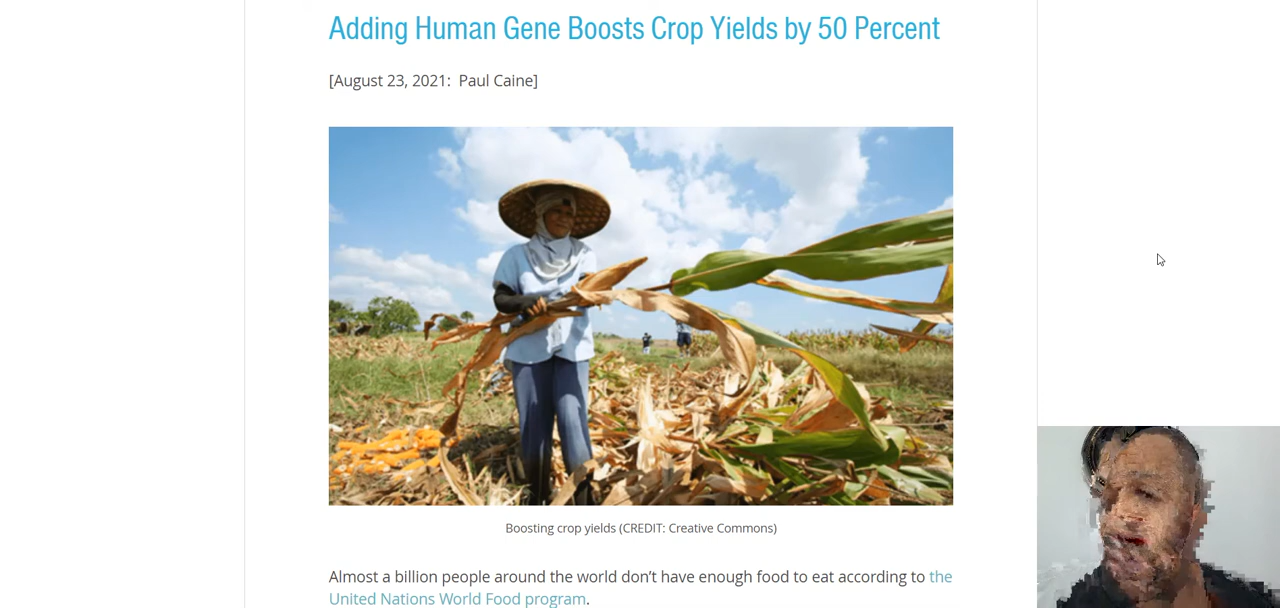 Adding Human Gene Boosts Crop Yields by 50 Percent
[August 23, 2021:  Paul Caine]
Boosting crop yields (CREDIT: Creative Commons)
Almost a billion people around the world don’t have enough food to eat according to the
United Nations World Food program.